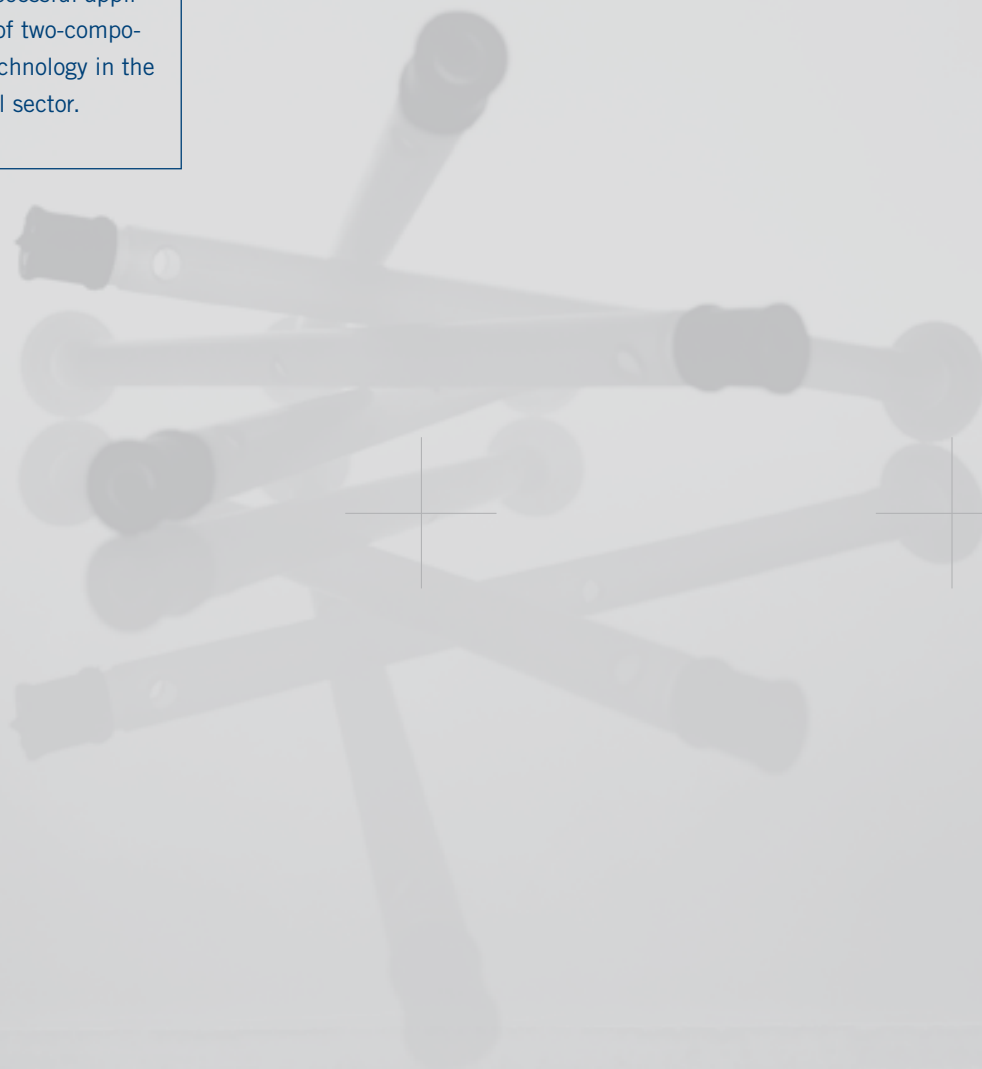 of two-compo-
chnology in the
l sector.